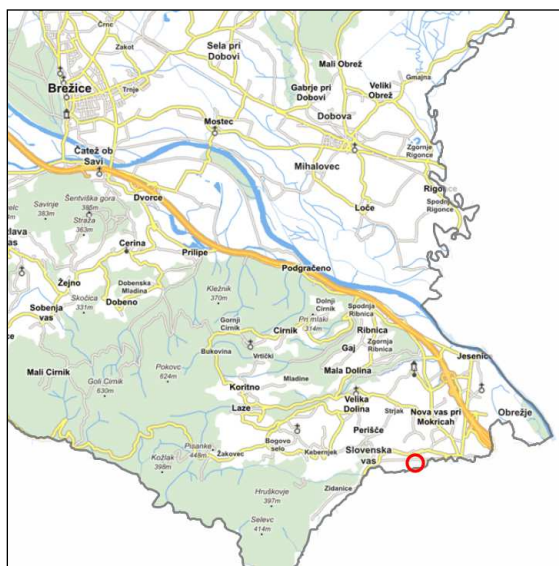 Črnc
Zakot
Sela pri
Dobovi
Mali Obrež
Gmajna
Trnje
Gabrje pri
Dobovi
Veliki
Obrež
Brežice
Dobova
Mostec
Zgornje
Rigonce
Mihalovec
Čatež ob
Savi
Rigonce
Spodnje
Rigonce
Savinje
383m
Šentviška gora
385m
Straža
363m
Dvorce
Loče
Cerina
Prilipe
Podgračeno
Žejno
Dobenska
Mladina
Kležnik
370m
Skočica
331m
Sobenja
vas
Dobeno
Dolnji
Cirnik
Spodnja
Ribnica
Pri mlaki
314m
Gornji
Cirnik
Cirnik
Ribnica
Bukovina
Vrtički
Gaj
Zgornja
Ribnica
Jesenice
Pokovc
624m
Mali Cirnik
Goli Cirnik
630m
Koritno
Mladine
Mala Dolina
Laze
Velika
Dolina
Strjak
Nova vas pri
Mokricah
Obrežje
Pisanke
448m
Bogovo
selo
Perišče
Kožlak
398m
Žakovec
Kabernjek
Slovenska
vas
Hruškovje
397m
Židanice
Selevc
414m